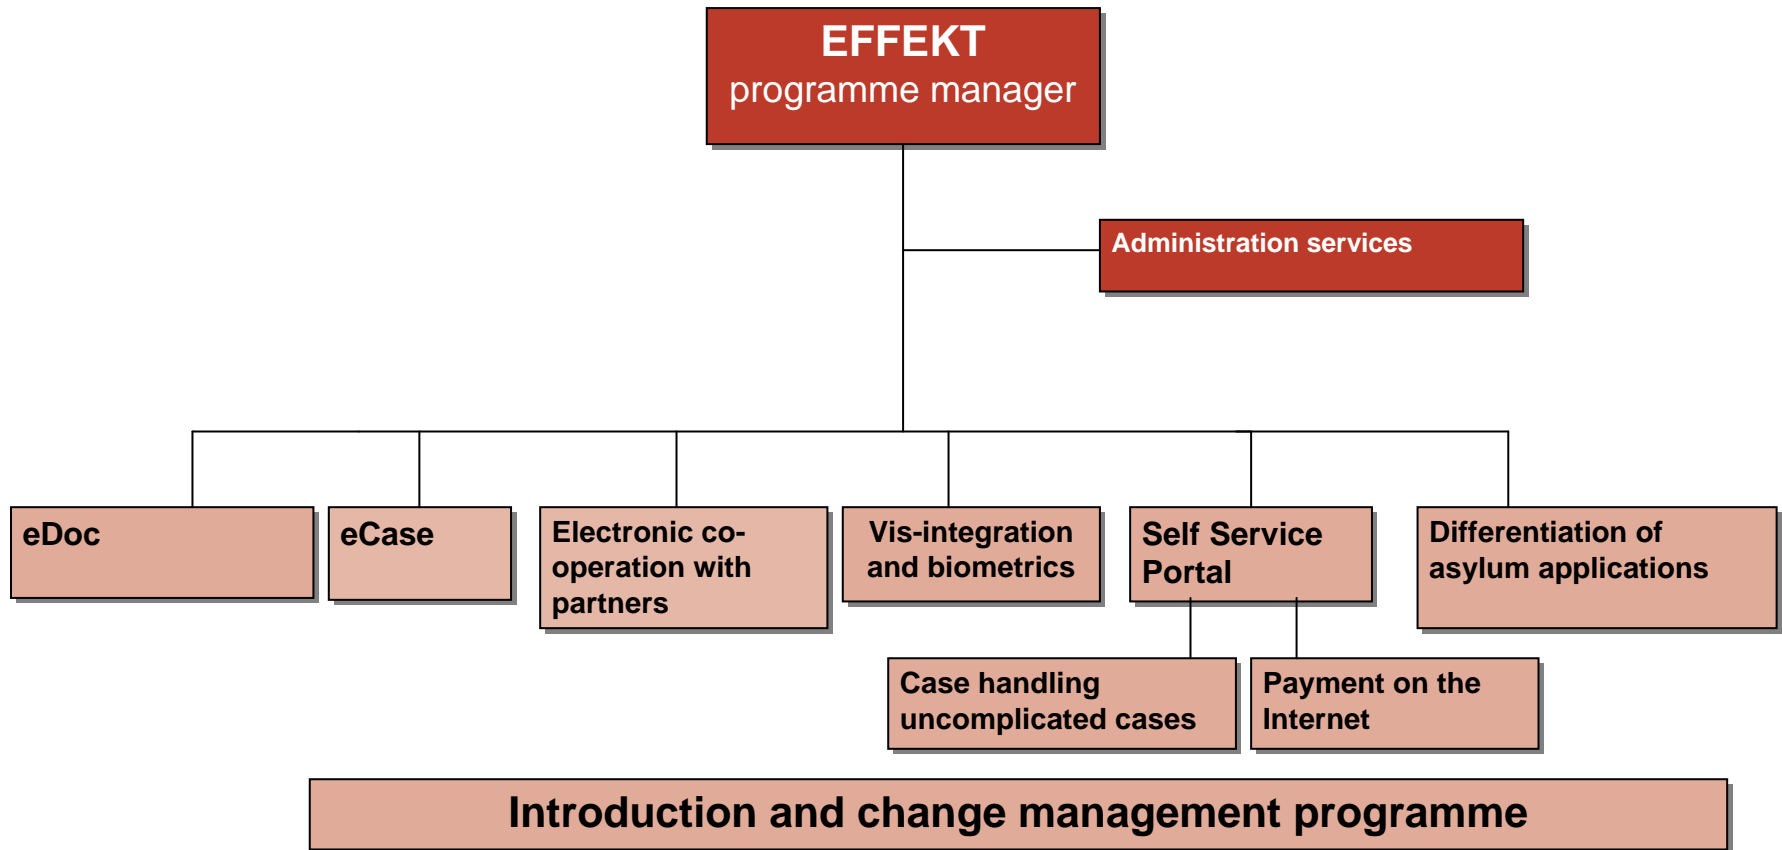 EFFEKT
programme manager
Administration services
eDoc
eCase
Electronic co-
operation with
partners
Vis-integration
and biometrics
Self Service
Portal
Differentiation of
asylum applications
Case handling
uncomplicated cases
Payment on the
Internet
Introduction and change management programme